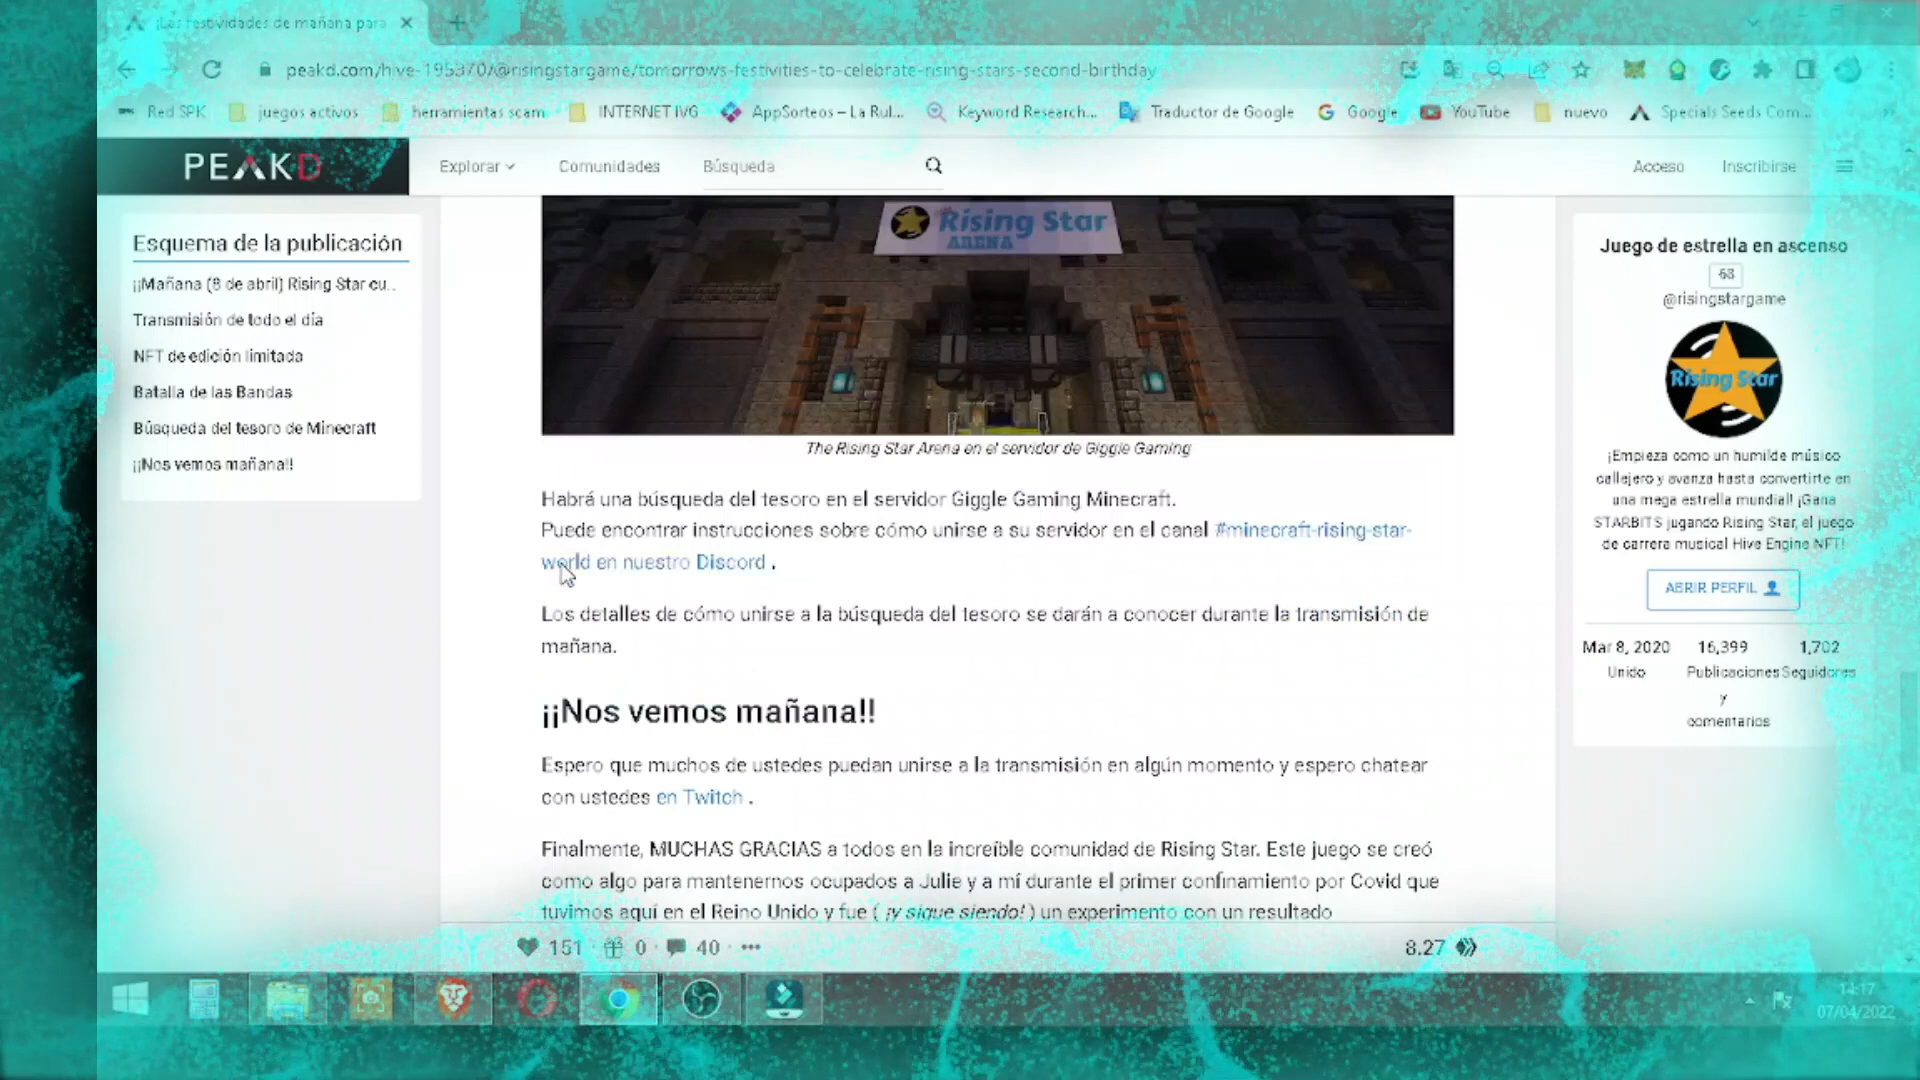 ¡Las festividades de mañana para
peakd.com/hive-195370/@risingstargame/tomorrows-festivities-to-celebrate-rising-stars-second-birthday
Red SPK juegos activos herramientas scam INTERNET IVG AppSorteos – La Rul... Keyword Research... Traductor de Google Google YouTube nuevo Specials Seeds Com...
PEAKD Explorar Comunidades Búsqueda Acceso Inscribirse
Esquema de la publicación
¡¡Mañana (8 de abril) Rising Star cu...
Transmisión de todo el día
NFT de edición limitada
Batalla de las Bandas
Búsqueda del tesoro de Minecraft
¡¡Nos vemos mañana!!
Rising Star
ARENA
The Rising Star Arena en el servidor de Giggle Gaming
Habrá una búsqueda del tesoro en el servidor Giggle Gaming Minecraft.
Puede encontrar instrucciones sobre cómo unirse a su servidor en el canal #minecraft-rising-star-
world en nuestro Discord .
Los detalles de cómo unirse a la búsqueda del tesoro se darán a conocer durante la transmisión de
mañana.
¡¡Nos vemos mañana!!
Espero que muchos de ustedes puedan unirse a la transmisión en algún momento y espero chatear
con ustedes en Twitch .
Finalmente, MUCHAS GRACIAS a todos en la increíble comunidad de Rising Star. Este juego se creó
como algo para mantenernos ocupados a Julie y a mí durante el primer confinamiento por Covid que
tuvimos aquí en el Reino Unido y fue ( ¡y sigue siendo! ) un experimento con un resultado
151 0 40 ··· 8.27
Juego de estrella en ascenso
68
@risingstargame
Rising Star
¡Empieza como un humilde músico
callejero y avanza hasta convertirte en
una mega estrella mundial! ¡Gana
STARBITS jugando Rising Star, el juego
de carrera musical Hive Engine NFT!
ABRIR PERFIL
Mar 8, 2020 16,399 1,702
Unido Publicaciones Seguidores
y
comentarios
14:17
07/04/2022